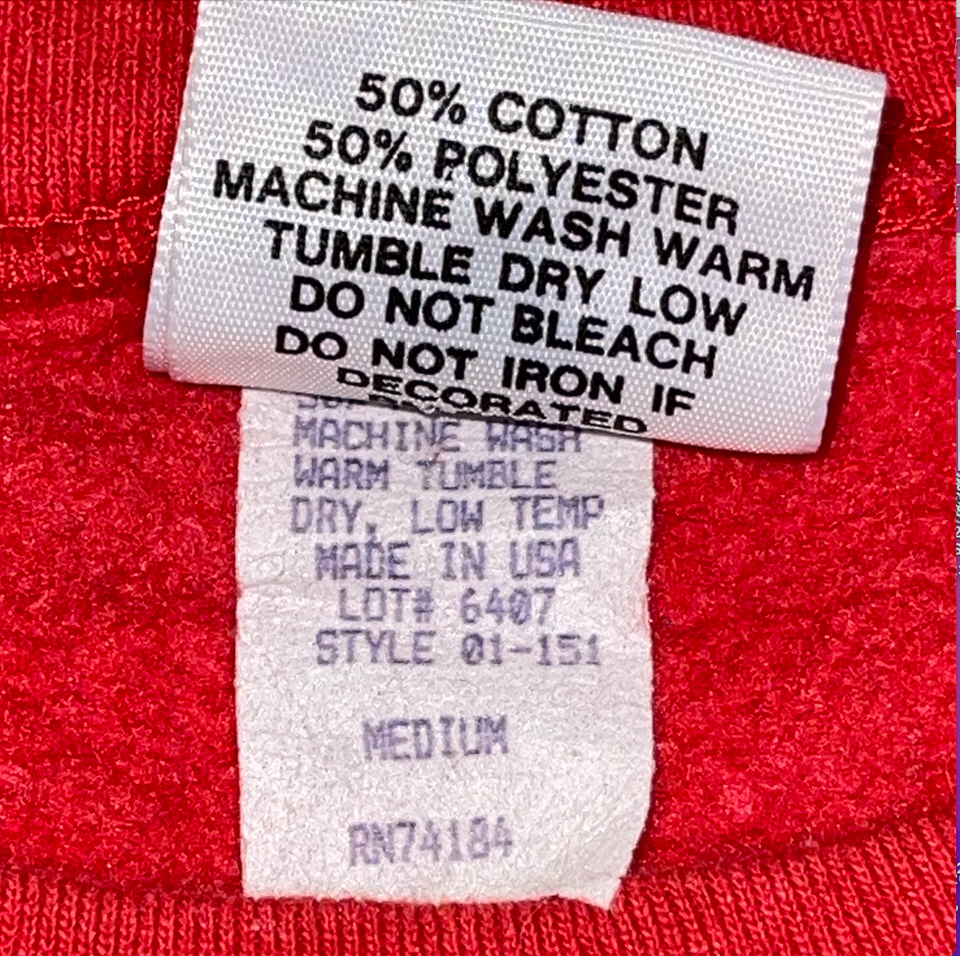 50% COTTON
50% POLYESTER
MACHINE WASH WARM
TUMBLE DRY LOW
DO NOT BLEACH
DO NOT IRON IF
DECORATED
MACHINE WASH
WARM TUMBLE
DRY, LOW TEMP
MADE IN USA
LOT# 6407
STYLE 01-151
MEDIUM
RN74184